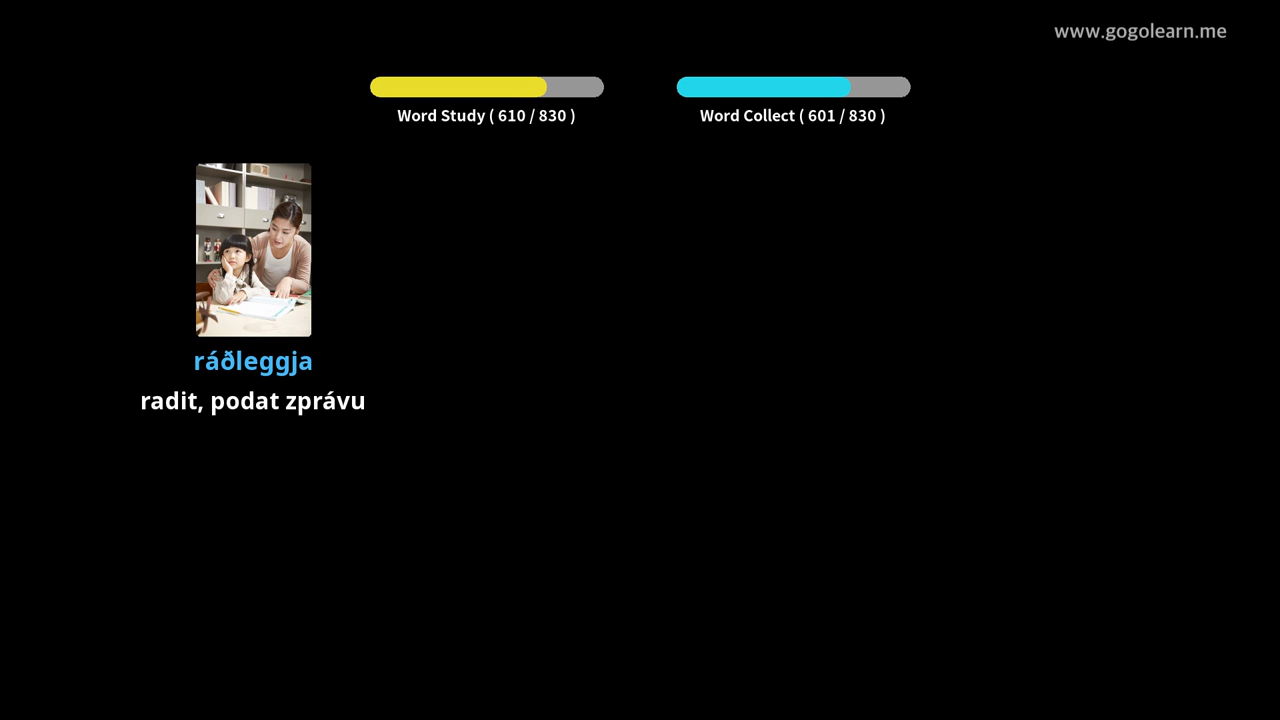 www.gogolearn.me
Word Study ( 610 / 830 )
Word Collect ( 601 / 830 )
ráðleggja
radit, podat zprávu